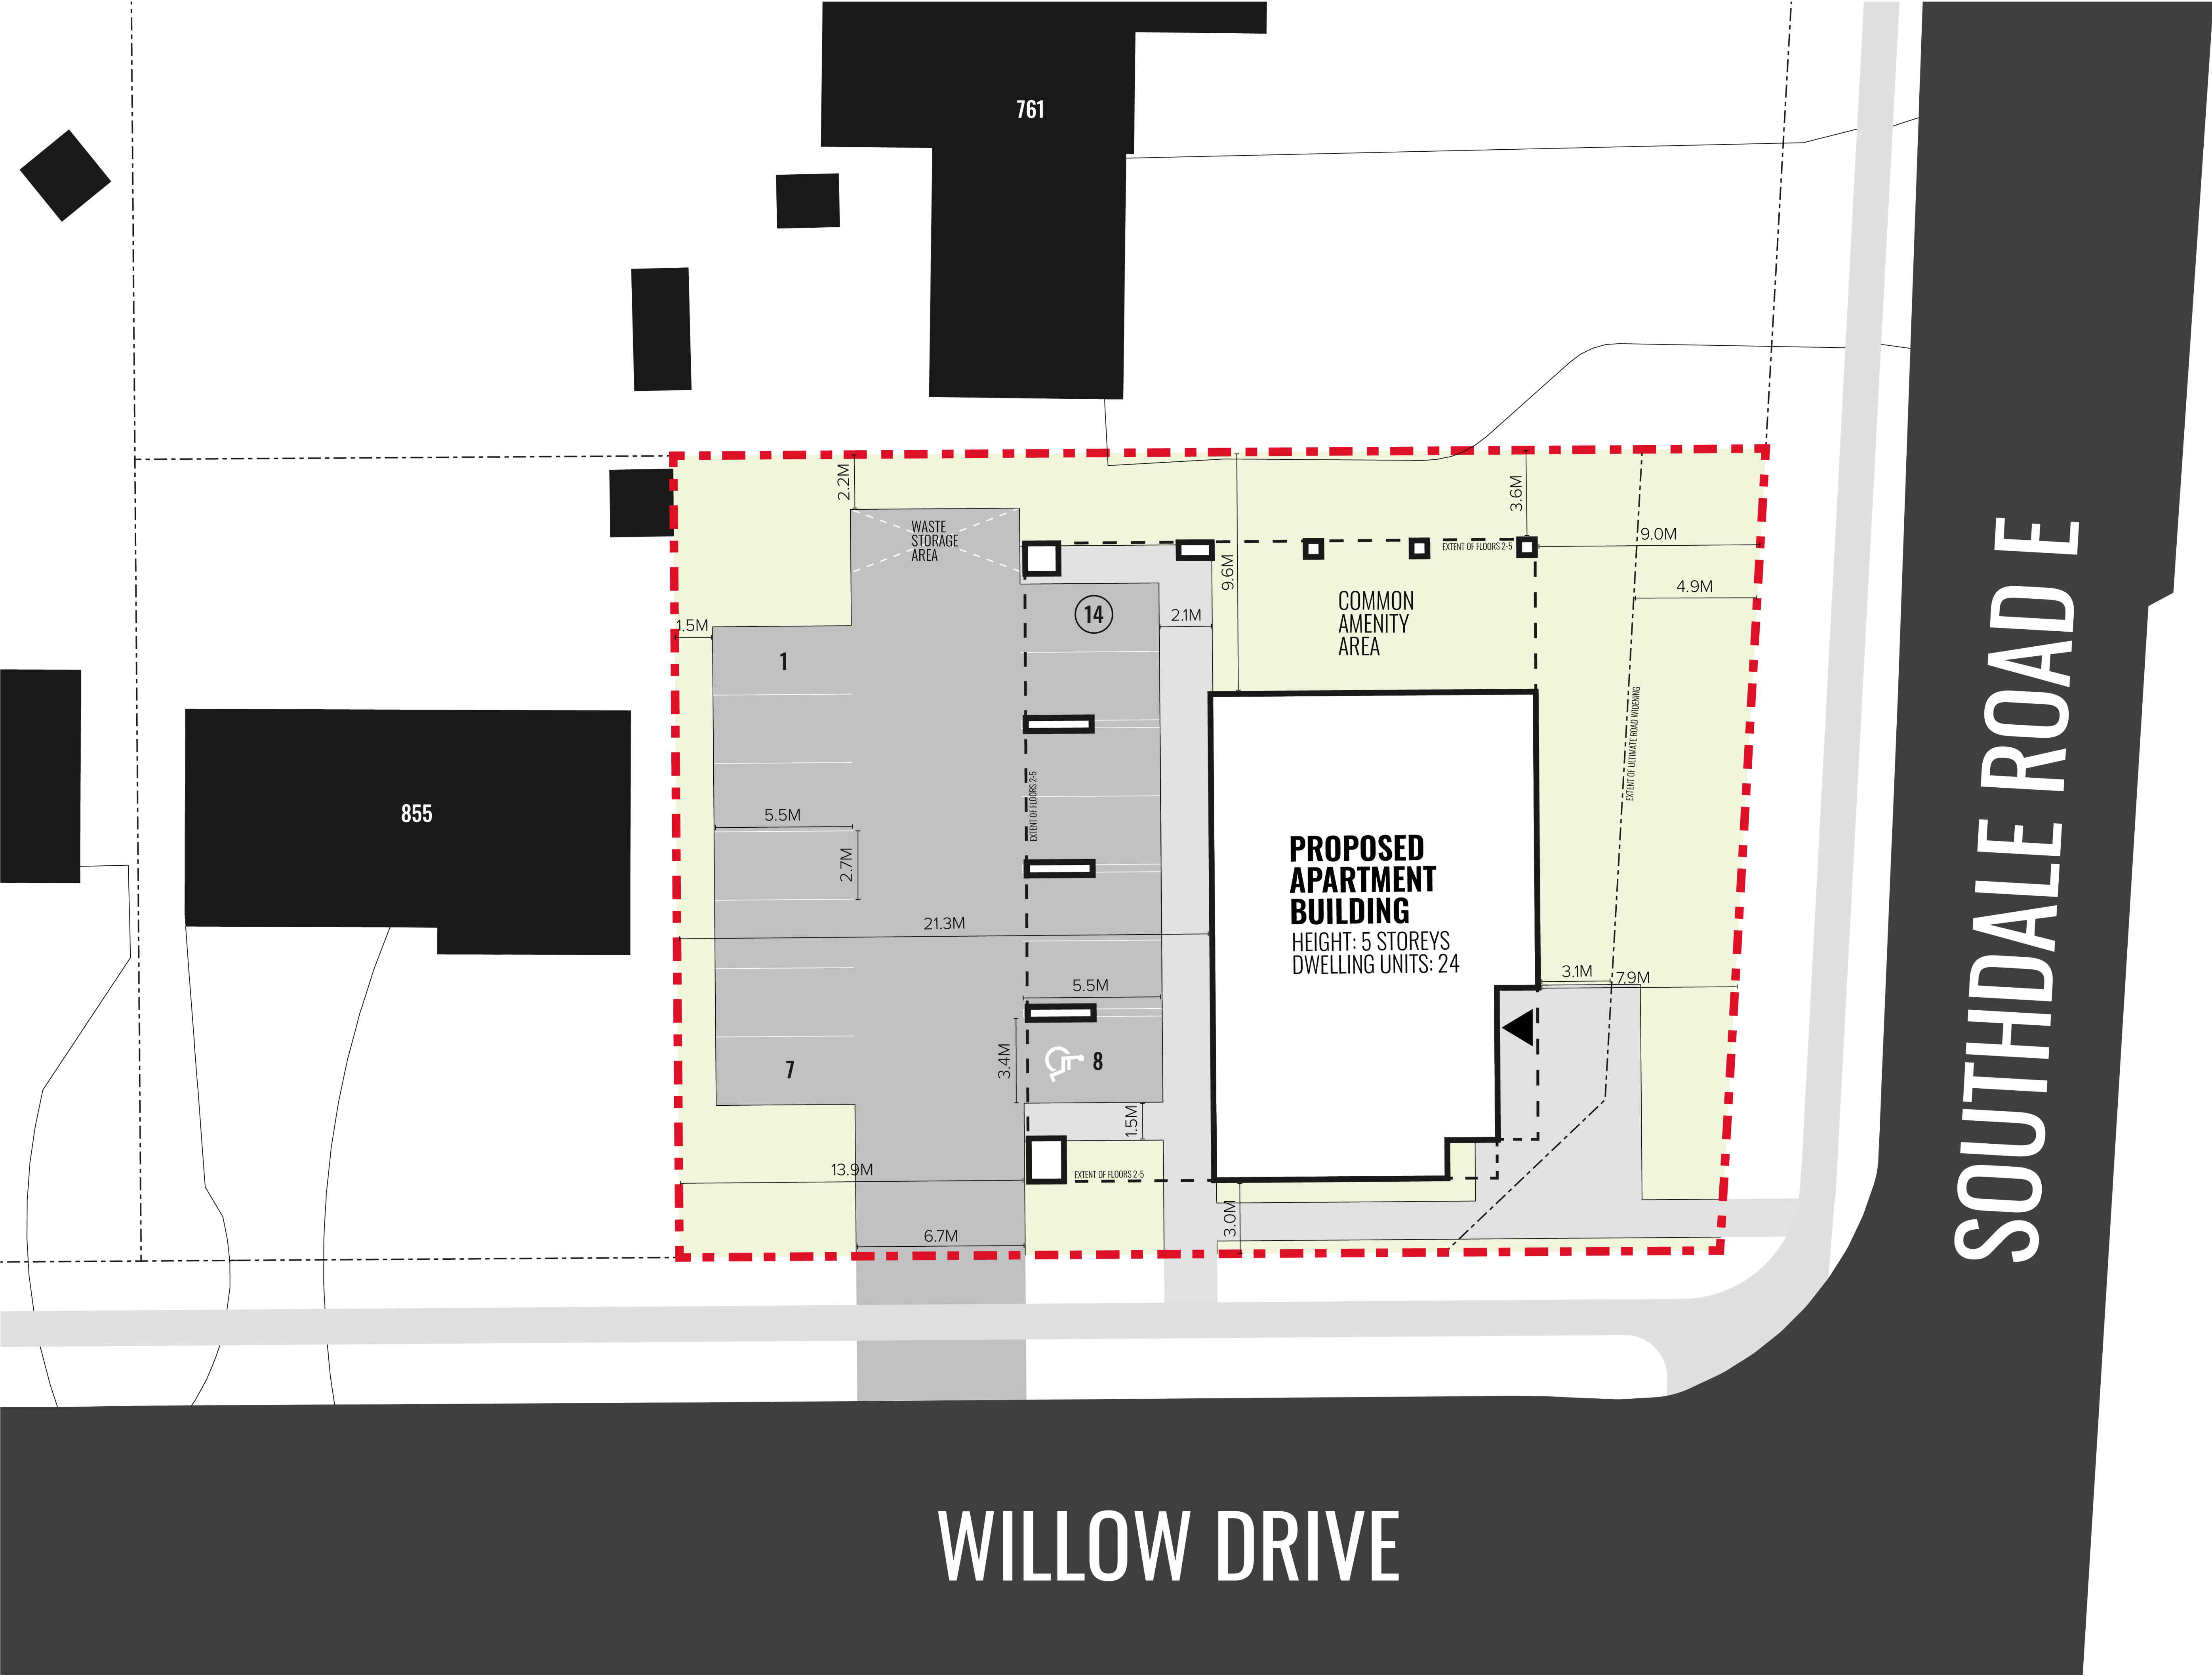 761
2.2M
WASTE
STORAGE
AREA
3.6M
9.0M
EXTENT OF FLOORS 2-5
9.6M
4.9M
COMMON
AMENITY
AREA
14
2.1M
1.5M
1
EXTENT OF ULTIMATE ROAD WIDENING
SOUTHDALE ROAD E
855
5.5M
2.7M
EXTENT OF FLOORS 2-5
PROPOSED
APARTMENT
BUILDING
HEIGHT: 5 STOREYS
DWELLING UNITS: 24
21.3M
5.5M
3.1M
7.9M
3.4M
7
8
1.5M
13.9M
EXTENT OF FLOORS 2-5
3.0M
6.7M
WILLOW DRIVE